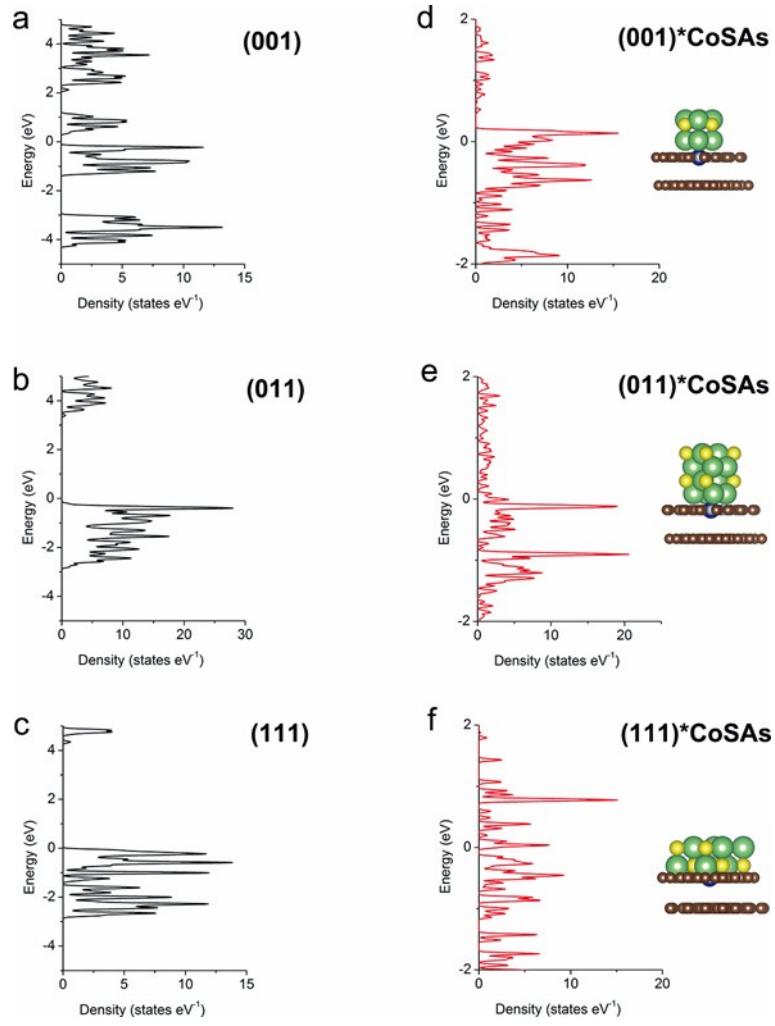 a
(001)
4
2
0
-2
-4
Energy (eV)
0 5 10 15
Density (states eV⁻¹)
d
(001)*CoSAs
2
0
-2
Energy (eV)
0 10 20
Density (states eV⁻¹)
b
(011)
4
2
0
-2
-4
Energy (eV)
0 10 20 30
Density (states eV⁻¹)
e
(011)*CoSAs
2
0
-2
Energy (eV)
0 10 20
Density (states eV⁻¹)
c
(111)
4
2
0
-2
-4
Energy (eV)
0 5 10 15
Density (states eV⁻¹)
f
(111)*CoSAs
2
0
-2
Energy (eV)
0 10 20
Density (states eV⁻¹)